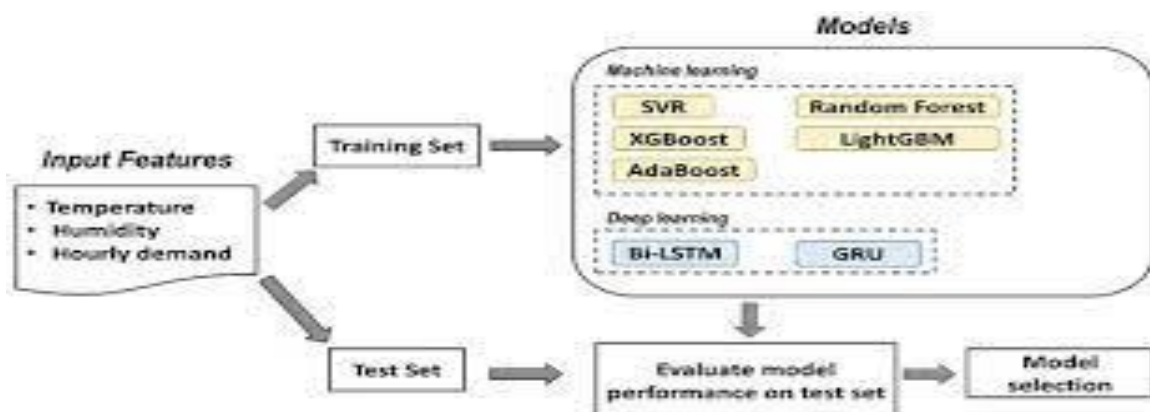 Models
Machine learning
SVR
Random Forest
XGBoost
LightGBM
AdaBoost
Deep learning
Bi-LSTM
GRU
Training Set
Input Features
• Temperature
• Humidity
• Hourly demand
Test Set
Evaluate model
performance on test set
Model
selection